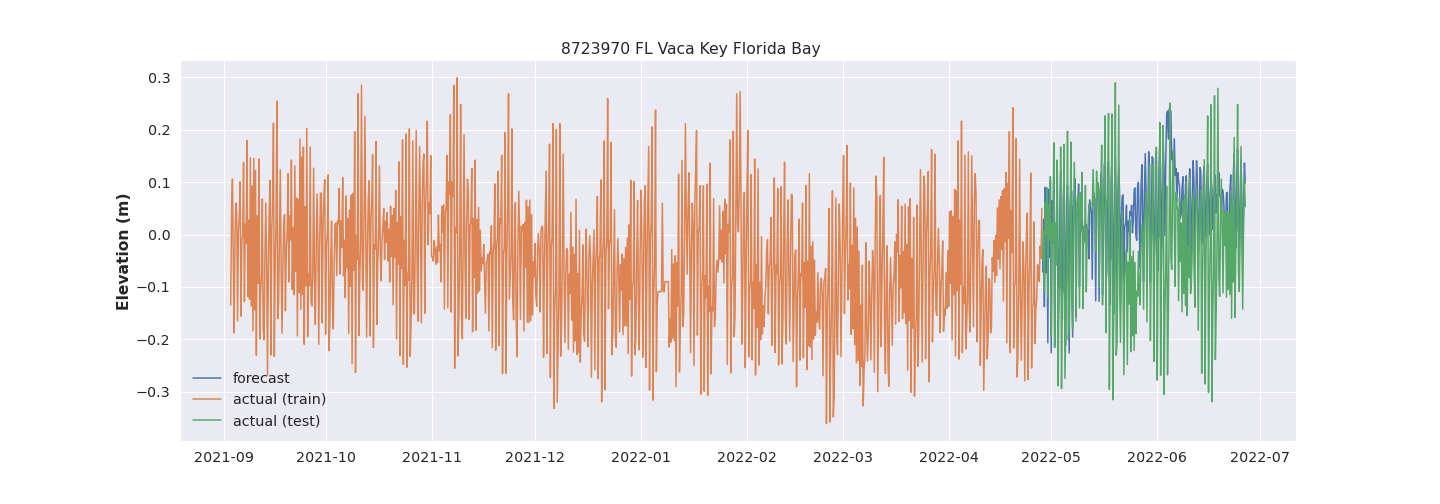 8723970 FL Vaca Key Florida Bay
Elevation (m)
0.3
0.2
0.1
0.0
−0.1
−0.2
−0.3
forecast
actual (train)
actual (test)
2021-09 2021-10 2021-11 2021-12 2022-01 2022-02 2022-03 2022-04 2022-05 2022-06 2022-07